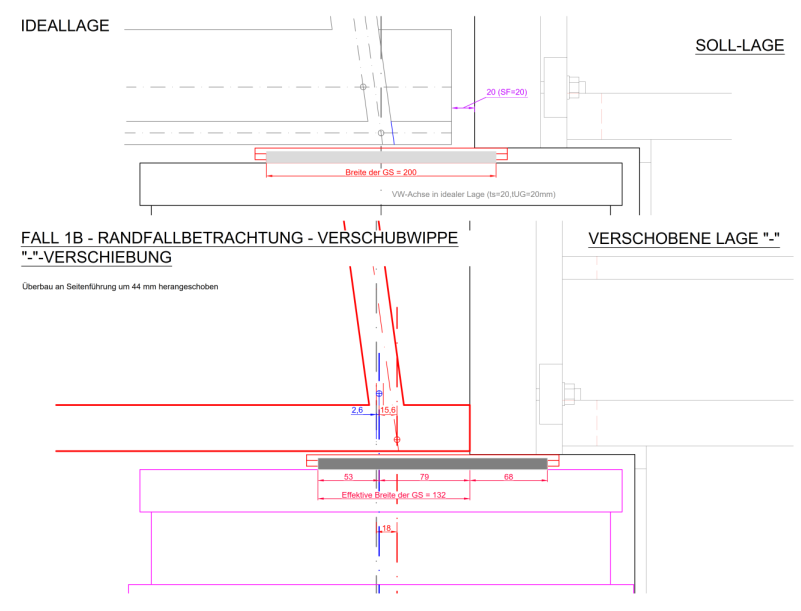 IDEALLAGE
SOLL-LAGE
20 (SF=20)
Breite der GS = 200
VW-Achse in idealer Lage (ts=20,tUG=20mm)
FALL 1B - RANDFALLBETRACHTUNG - VERSCHUBWIPPE
"-"-VERSCHIEBUNG
VERSCHOBENE LAGE "-"
Überbau an Seitenführung um 44 mm herangeschoben
2,6
15,6
53
79
68
Effektive Breite der GS = 132
18